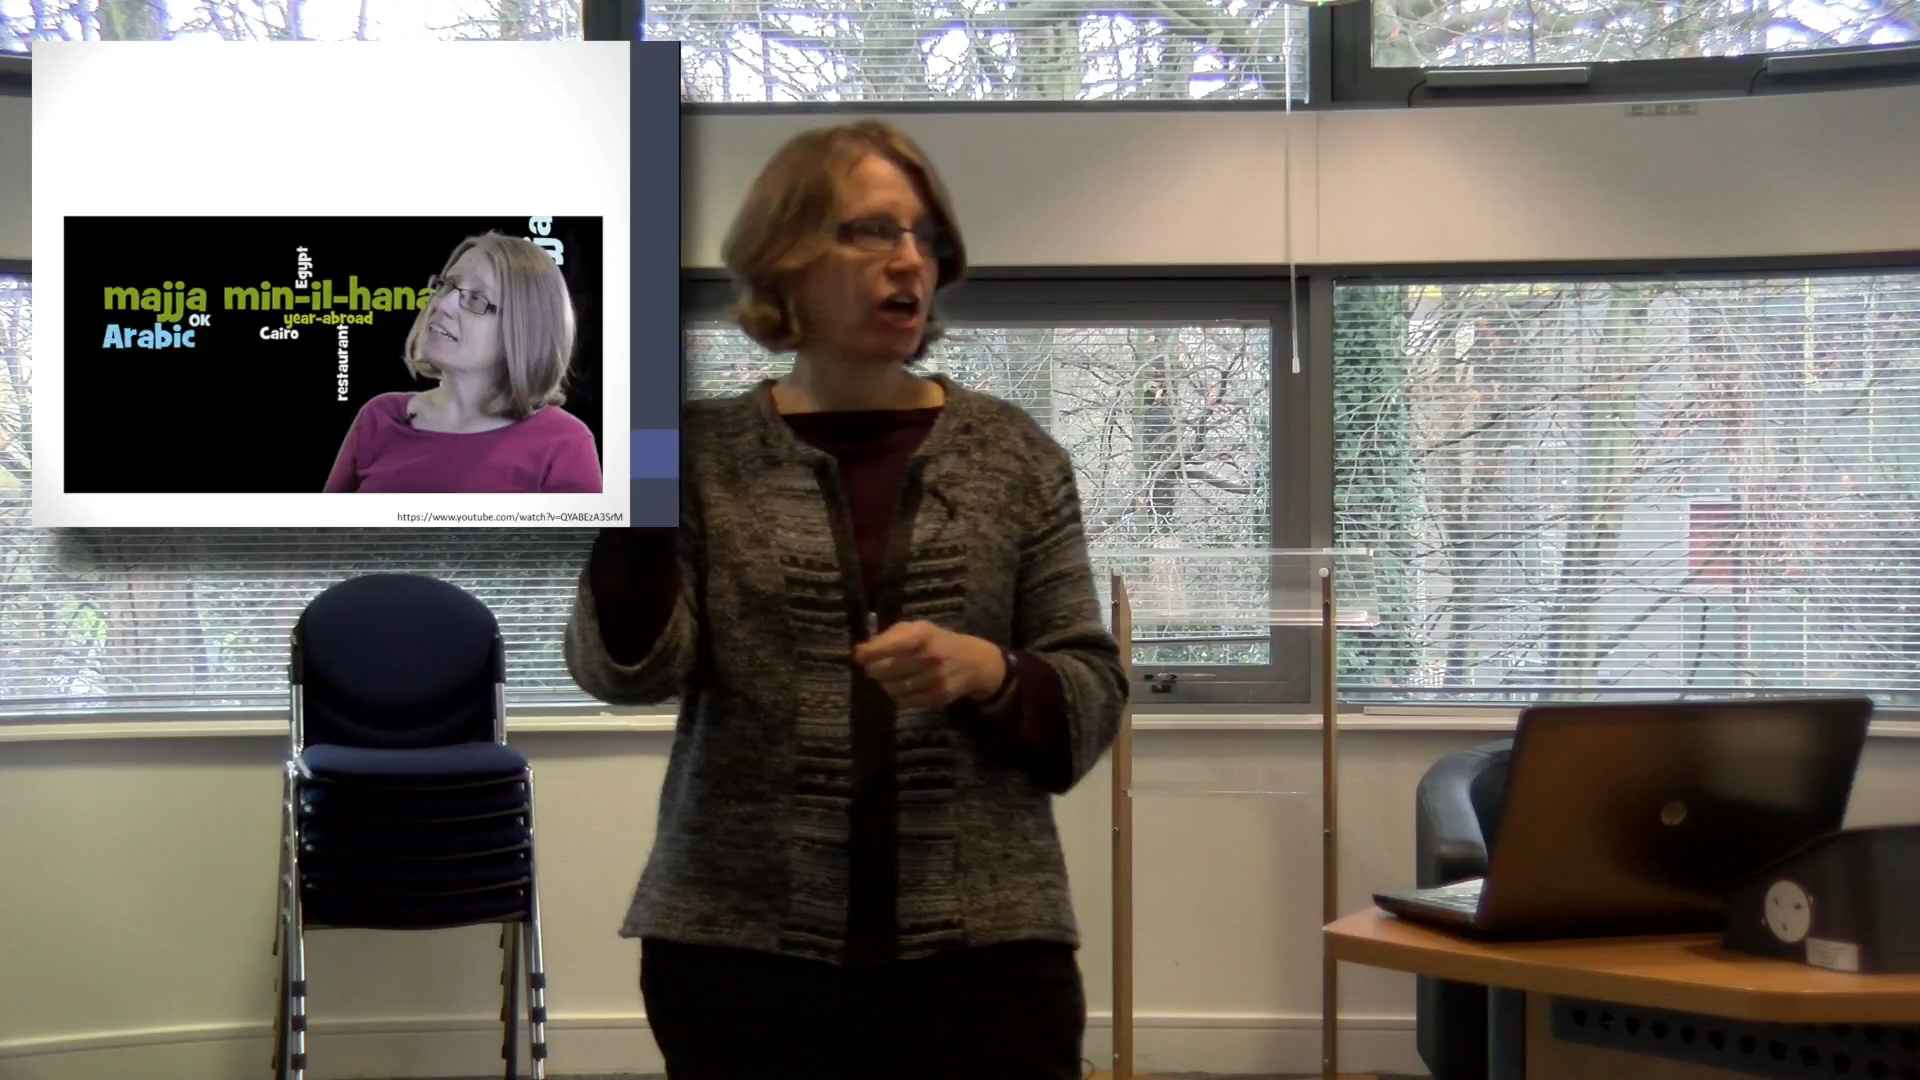 Egypt
majja min-il-hana
OK
year-abroad
Arabic
Cairo
restaurant
https://www.youtube.com/watch?v=QYABEzA3SrM